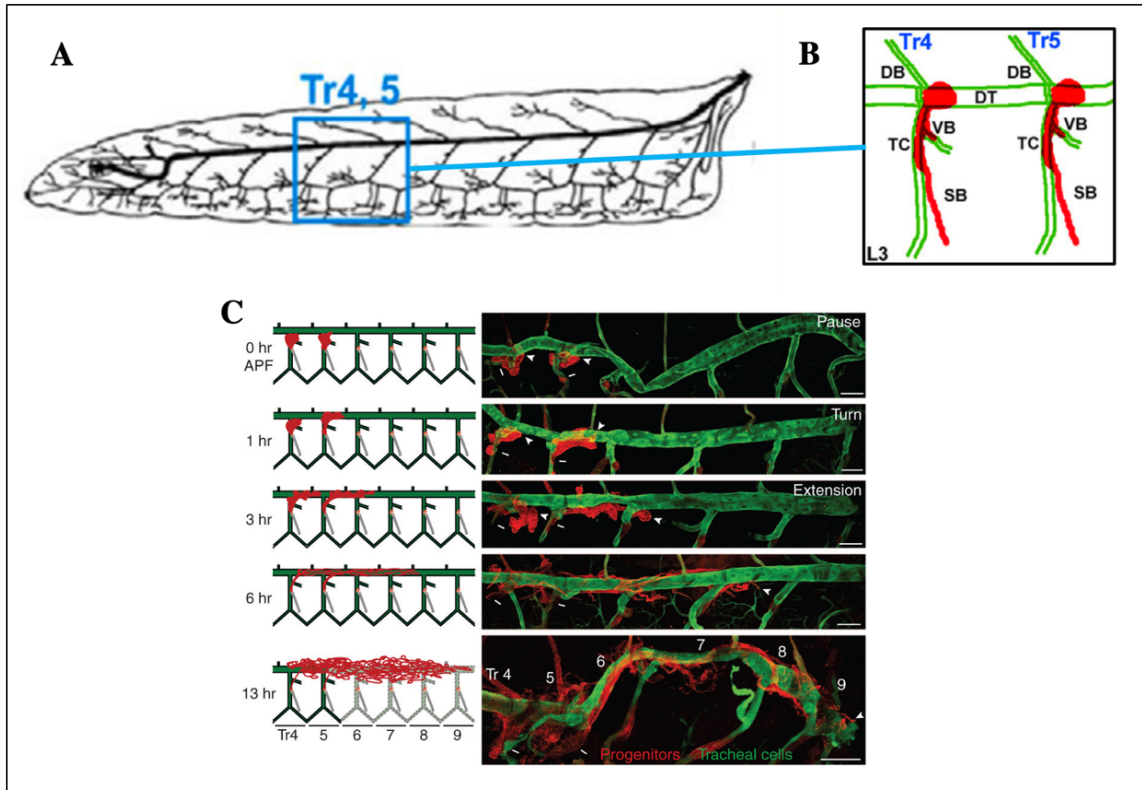 A
Tr4, 5
B
Tr4
Tr5
DB
DB
DT
VB
VB
TC
TC
SB
SB
L3
C
0 hr
APF
Pause
1 hr
Turn
3 hr
Extension
6 hr
13 hr
Tr4 5 6 7 8 9
Tr 4
5
6
7
8
9
Progenitors
Tracheal cells